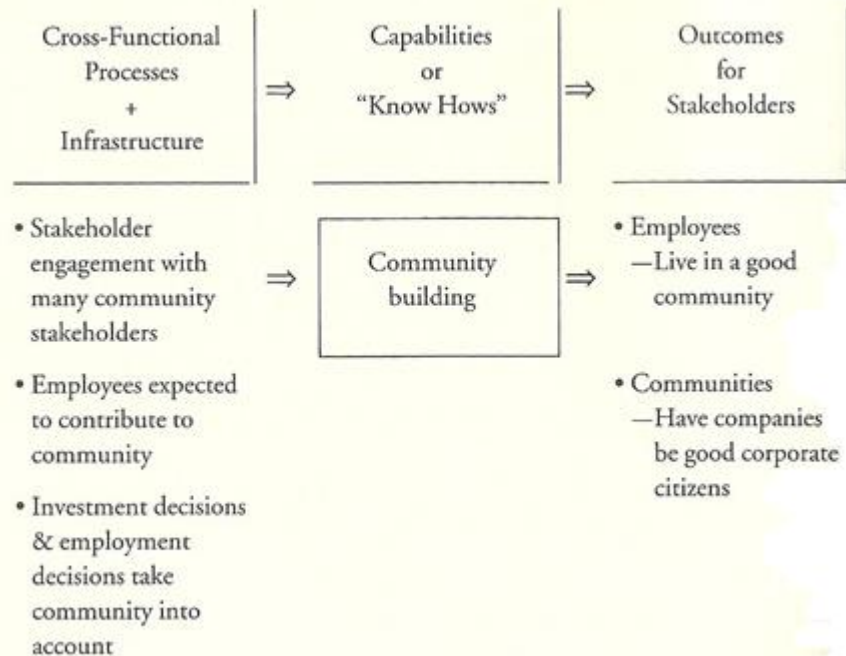 Cross-Functional
Processes
+
Infrastructure
⇒
Capabilities
or
“Know Hows”
⇒
Outcomes
for
Stakeholders
• Stakeholder
engagement with
many community
stakeholders
• Employees expected
to contribute to
community
• Investment decisions
& employment
decisions take
community into
account
⇒
Community
building
⇒
• Employees
—Live in a good
community
• Communities
—Have companies
be good corporate
citizens